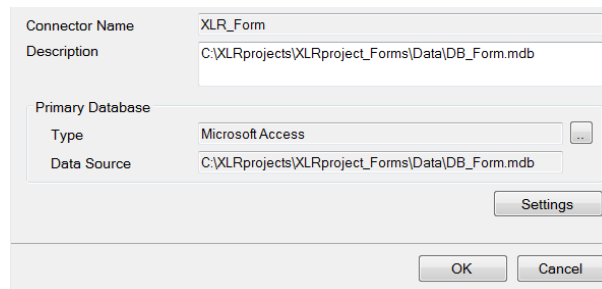 Connector Name XLR_Form
Description C:\XLRprojects\XLRproject_Forms\Data\DB_Form.mdb
Primary Database
Type Microsoft Access ..
Data Source C:\XLRprojects\XLRproject_Forms\Data\DB_Form.mdb
Settings
OK Cancel